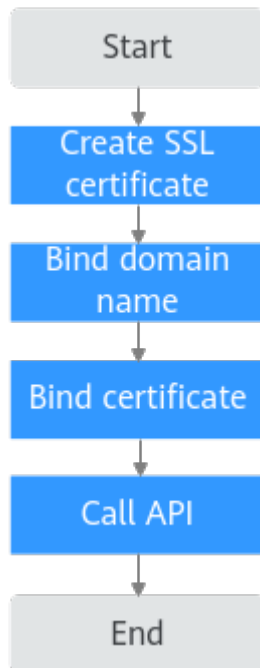 Start
Create SSL
certificate
Bind domain
name
Bind certificate
Call API
End